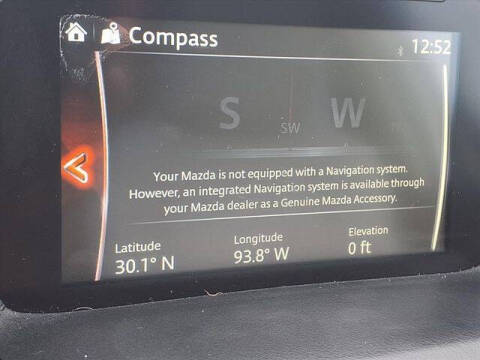 Compass
12:52
S
SW
W
Your Mazda is not equipped with a Navigation system.
However, an integrated Navigation system is available through
your Mazda dealer as a Genuine Mazda Accessory.
Latitude Longitude Elevation
30.1° N 93.8° W 0 ft